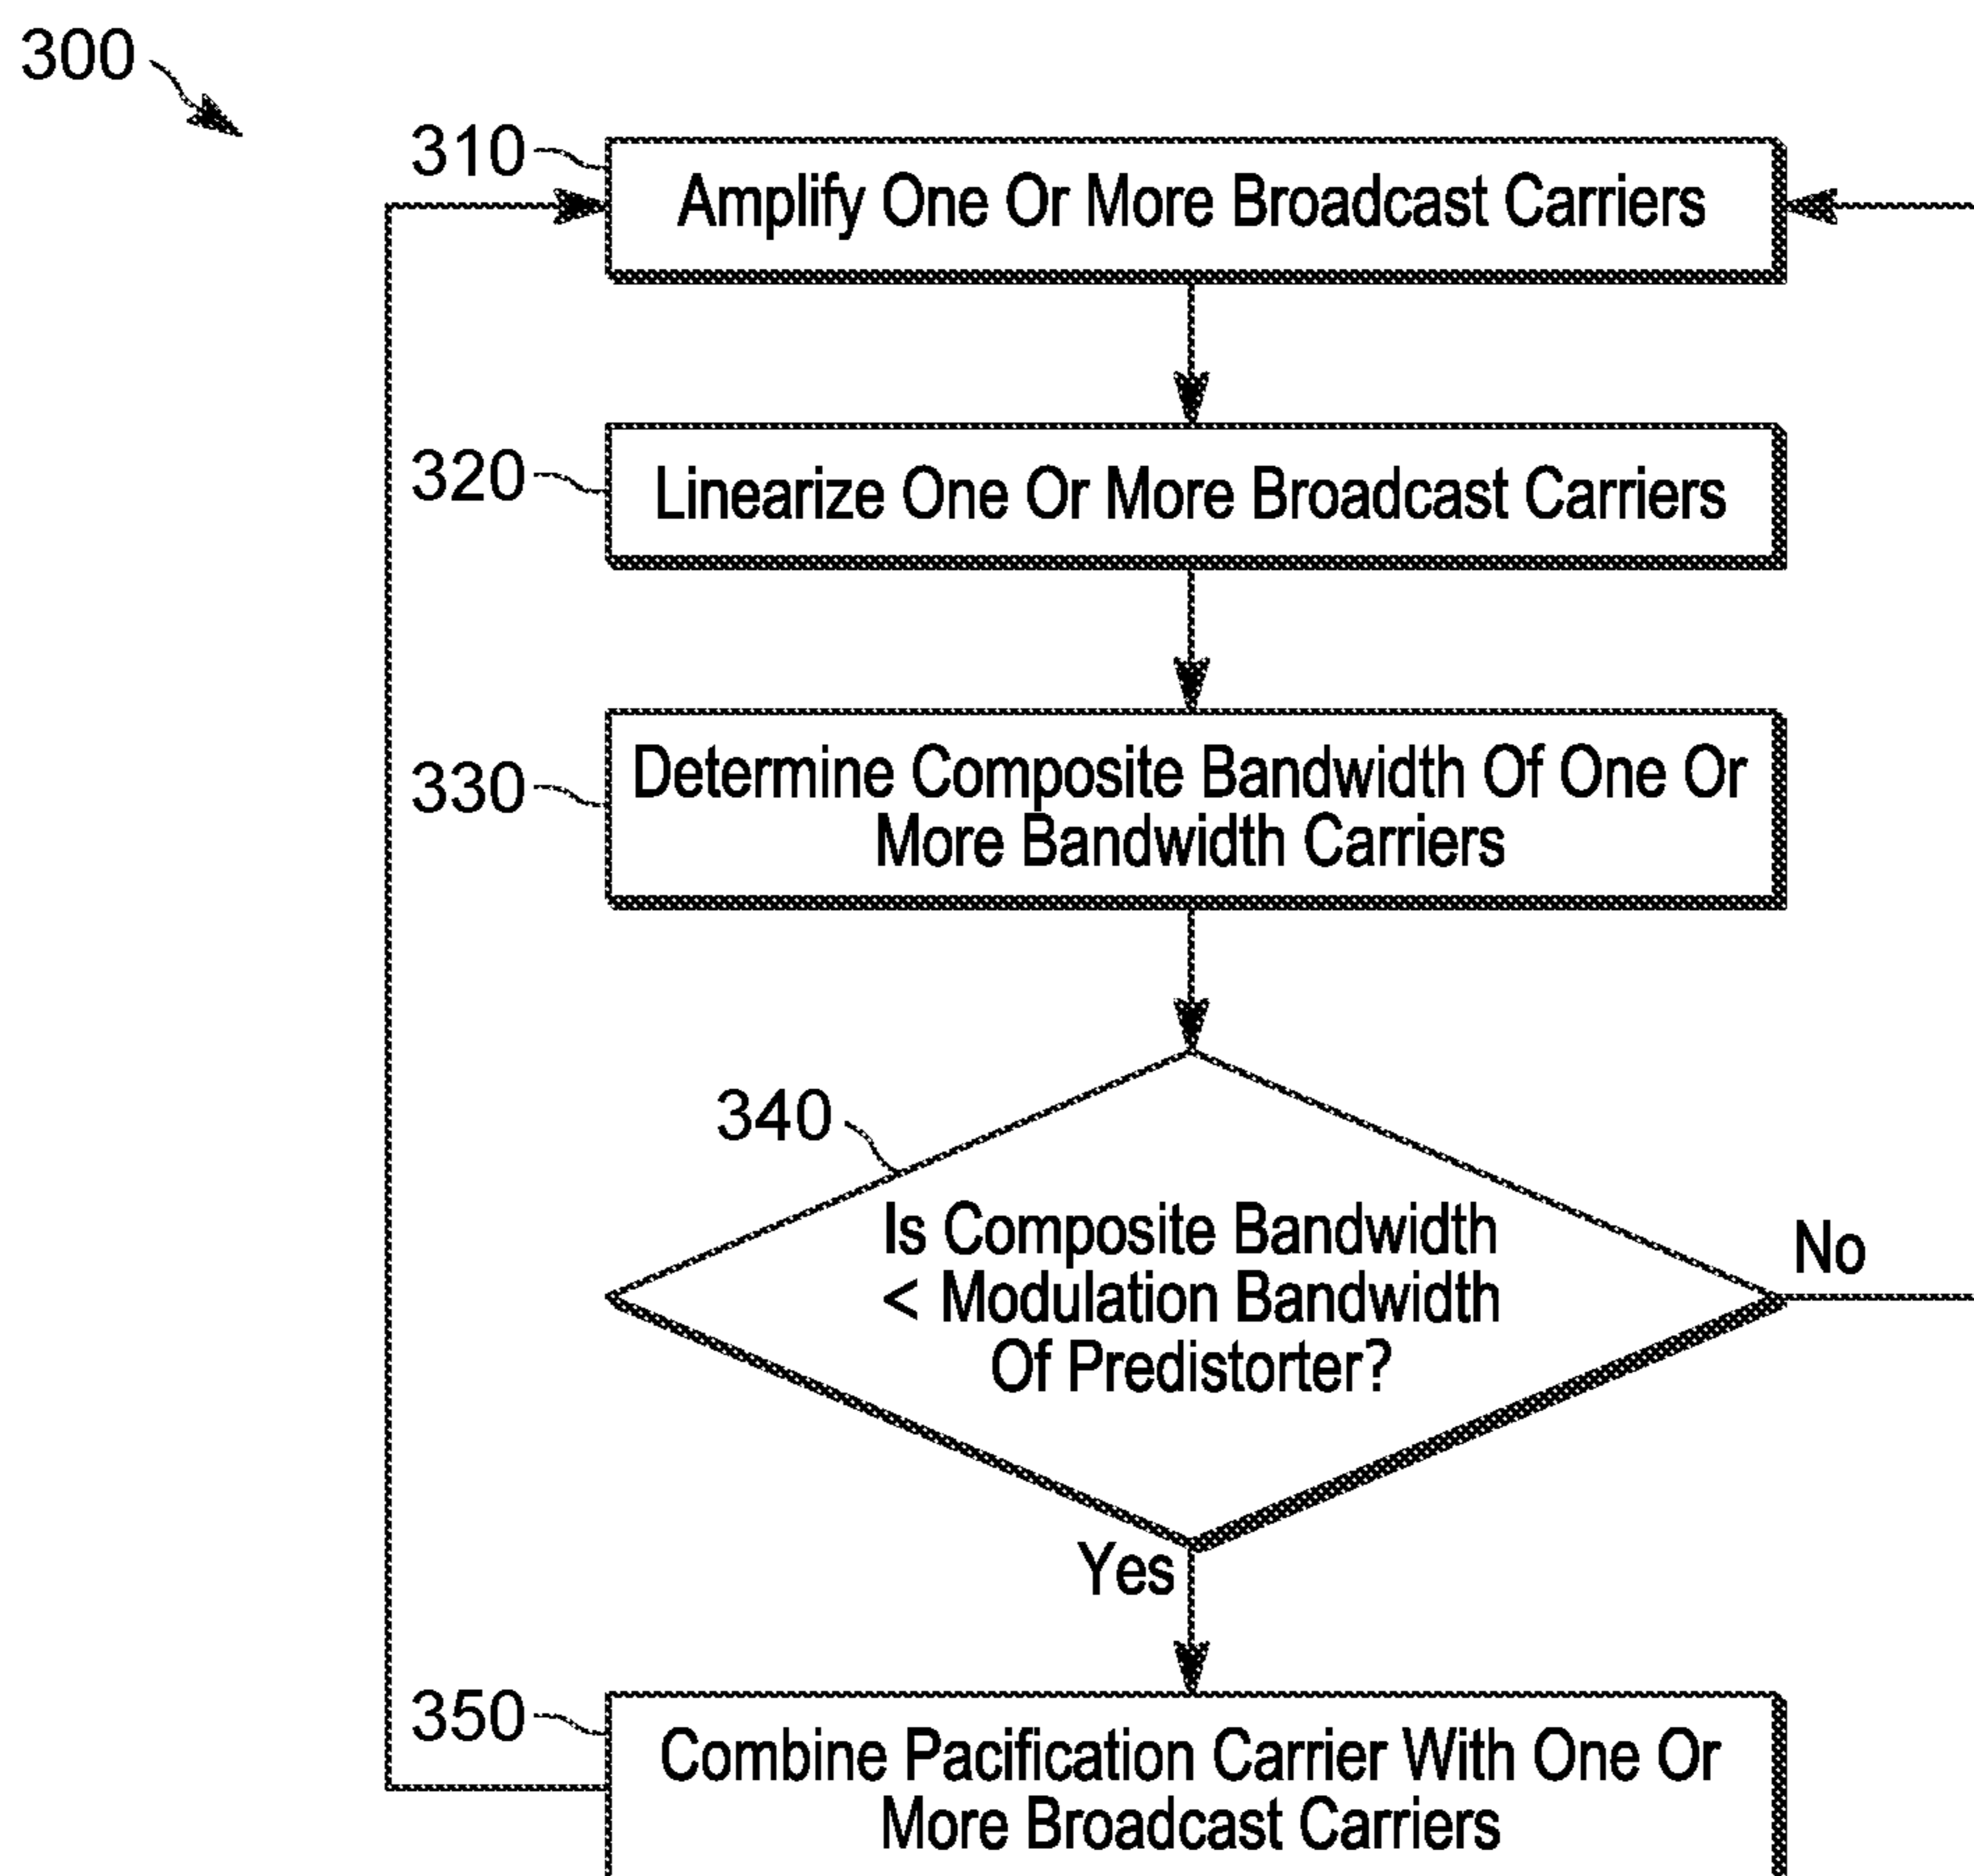 300
310
Amplify One Or More Broadcast Carriers
320
Linearize One Or More Broadcast Carriers
330
Determine Composite Bandwidth Of One Or
More Bandwidth Carriers
340
Is Composite Bandwidth
< Modulation Bandwidth
Of Predistorter?
No
Yes
350
Combine Pacification Carrier With One Or
More Broadcast Carriers